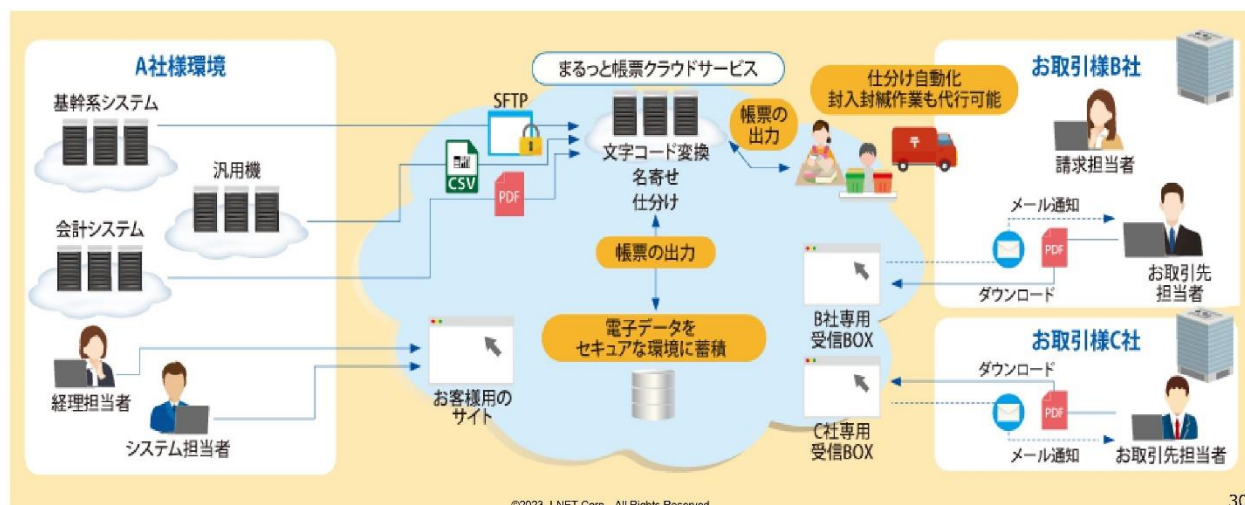 A社様環境
基幹系システム
汎用機
会計システム
経理担当者
システム担当者
まるっと帳票クラウドサービス
SFTP
CSV
PDF
文字コード変換
名寄せ
仕分け
帳票の
出力
仕分け自動化
封入封緘作業も代行可能
〒
帳票の出力
電子データを
セキュアな環境に蓄積
お客様用の
サイト
B社専用
受信BOX
C社専用
受信BOX
お取引様B社
請求担当者
メール通知
PDF
ダウンロード
お取引先
担当者
お取引様C社
ダウンロード
PDF
メール通知
お取引先担当者
©2023 I-NET Corp. All Rights Reserved
30